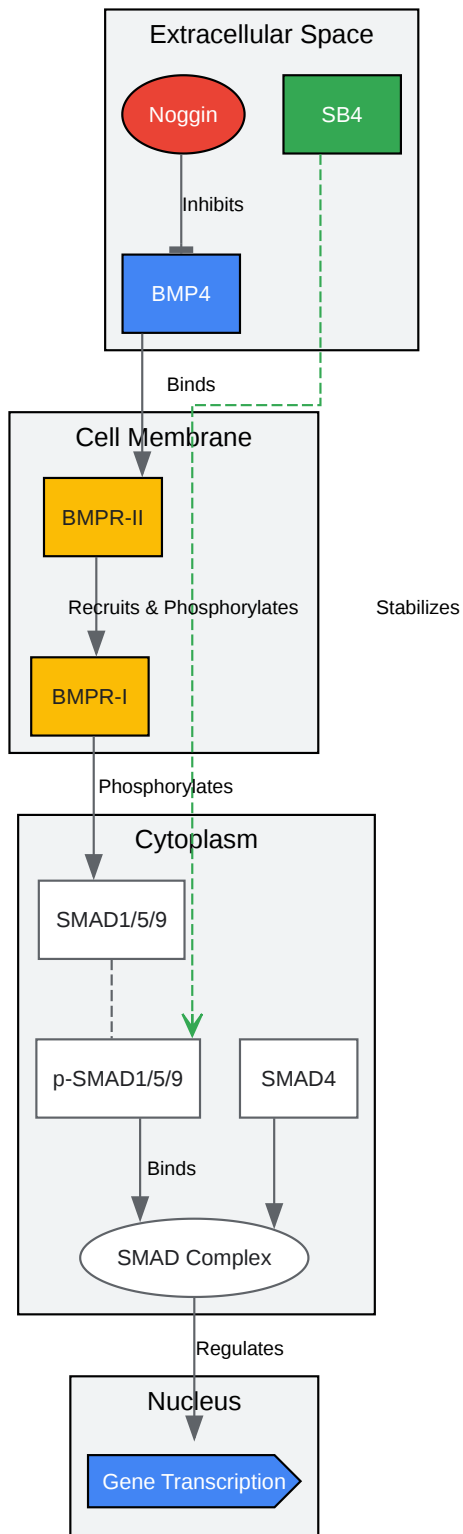 Extracellular Space
Noggin
SB4
Inhibits
BMP4
Binds
Cell Membrane
BMPR-II
Recruits & Phosphorylates
Stabilizes
BMPR-I
Phosphorylates
Cytoplasm
SMAD1/5/9
p-SMAD1/5/9
SMAD4
Binds
SMAD Complex
Regulates
Nucleus
Gene Transcription